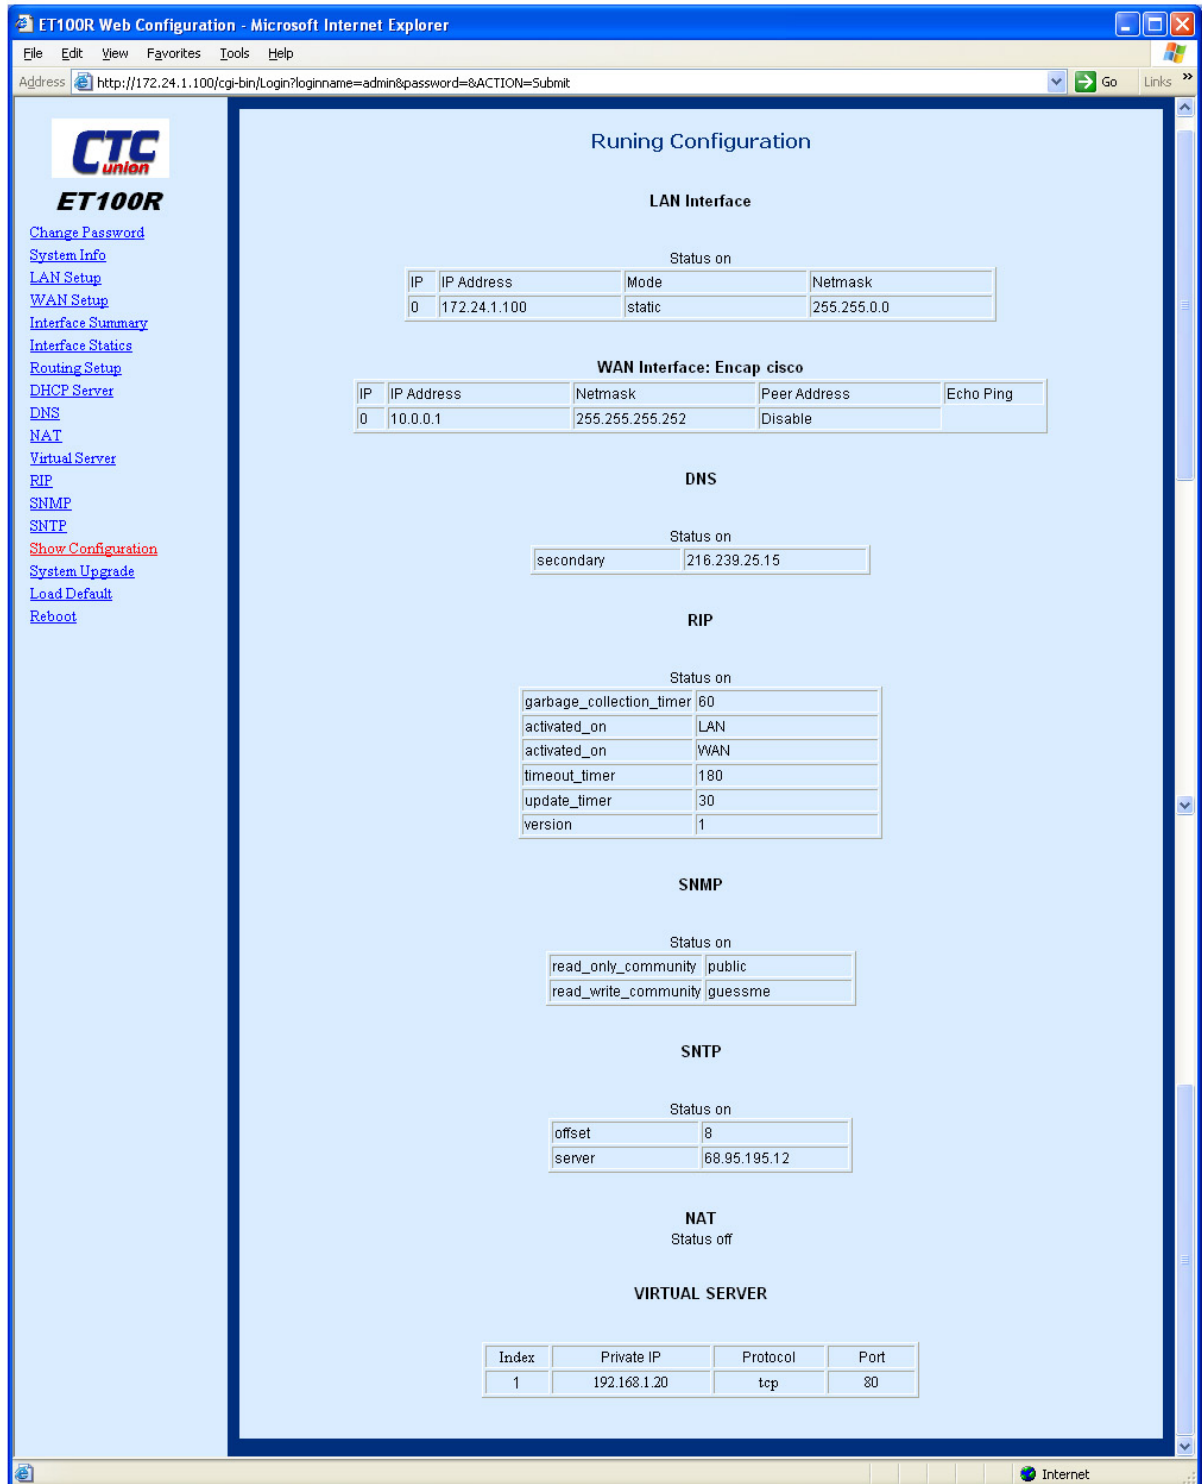 ET100R Web Configuration - Microsoft Internet Explorer
File Edit View Favorites Tools Help
Address http://172.24.1.100/cgi-bin/Login?loginname=admin&password=&ACTION=Submit Go Links »
CTC union
ET100R
Change Password
System Info
LAN Setup
WAN Setup
Interface Summary
Interface Statics
Routing Setup
DHCP Server
DNS
NAT
Virtual Server
RIP
SNMP
SNTP
Show Configuration
System Upgrade
Load Default
Reboot
Runing Configuration
LAN Interface
Status on
IP IP Address Mode Netmask
0 172.24.1.100 static 255.255.0.0
WAN Interface: Encap cisco
IP IP Address Netmask Peer Address Echo Ping
0 10.0.0.1 255.255.255.252 Disable
DNS
Status on
secondary 216.239.25.15
RIP
Status on
garbage_collection_timer 60
activated_on LAN
activated_on WAN
timeout_timer 180
update_timer 30
version 1
SNMP
Status on
read_only_community public
read_write_community guessme
SNTP
Status on
offset 8
server 68.95.195.12
NAT
Status off
VIRTUAL SERVER
Index Private IP Protocol Port
1 192.168.1.20 tcp 80
Internet